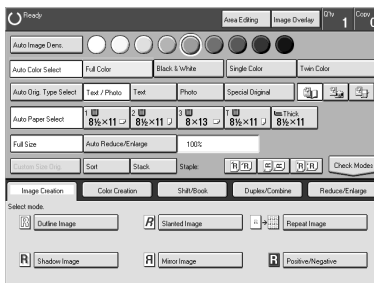 Ready Area Editing Image Overlay Q'ty 1 Copy
Auto Image Dens.
Auto Color Select Full Color Black & White Single Color Twin Color
Auto Orig. Type Select Text / Photo Text Photo Special Original
Auto Paper Select 1 8½×11 2 8½×11 3 8×13 T 8½×11 Thick 8½×11
Full Size Auto Reduce/Enlarge 100%
Custom Size Orig. Sort Stack Staple: Check Modes
Image Creation Color Creation Shift/Book Duplex/Combine Reduce/Enlarge
Select mode.
R Outline Image R Slanted Image Repeat Image
R Shadow Image R Mirror Image R Positive/Negative